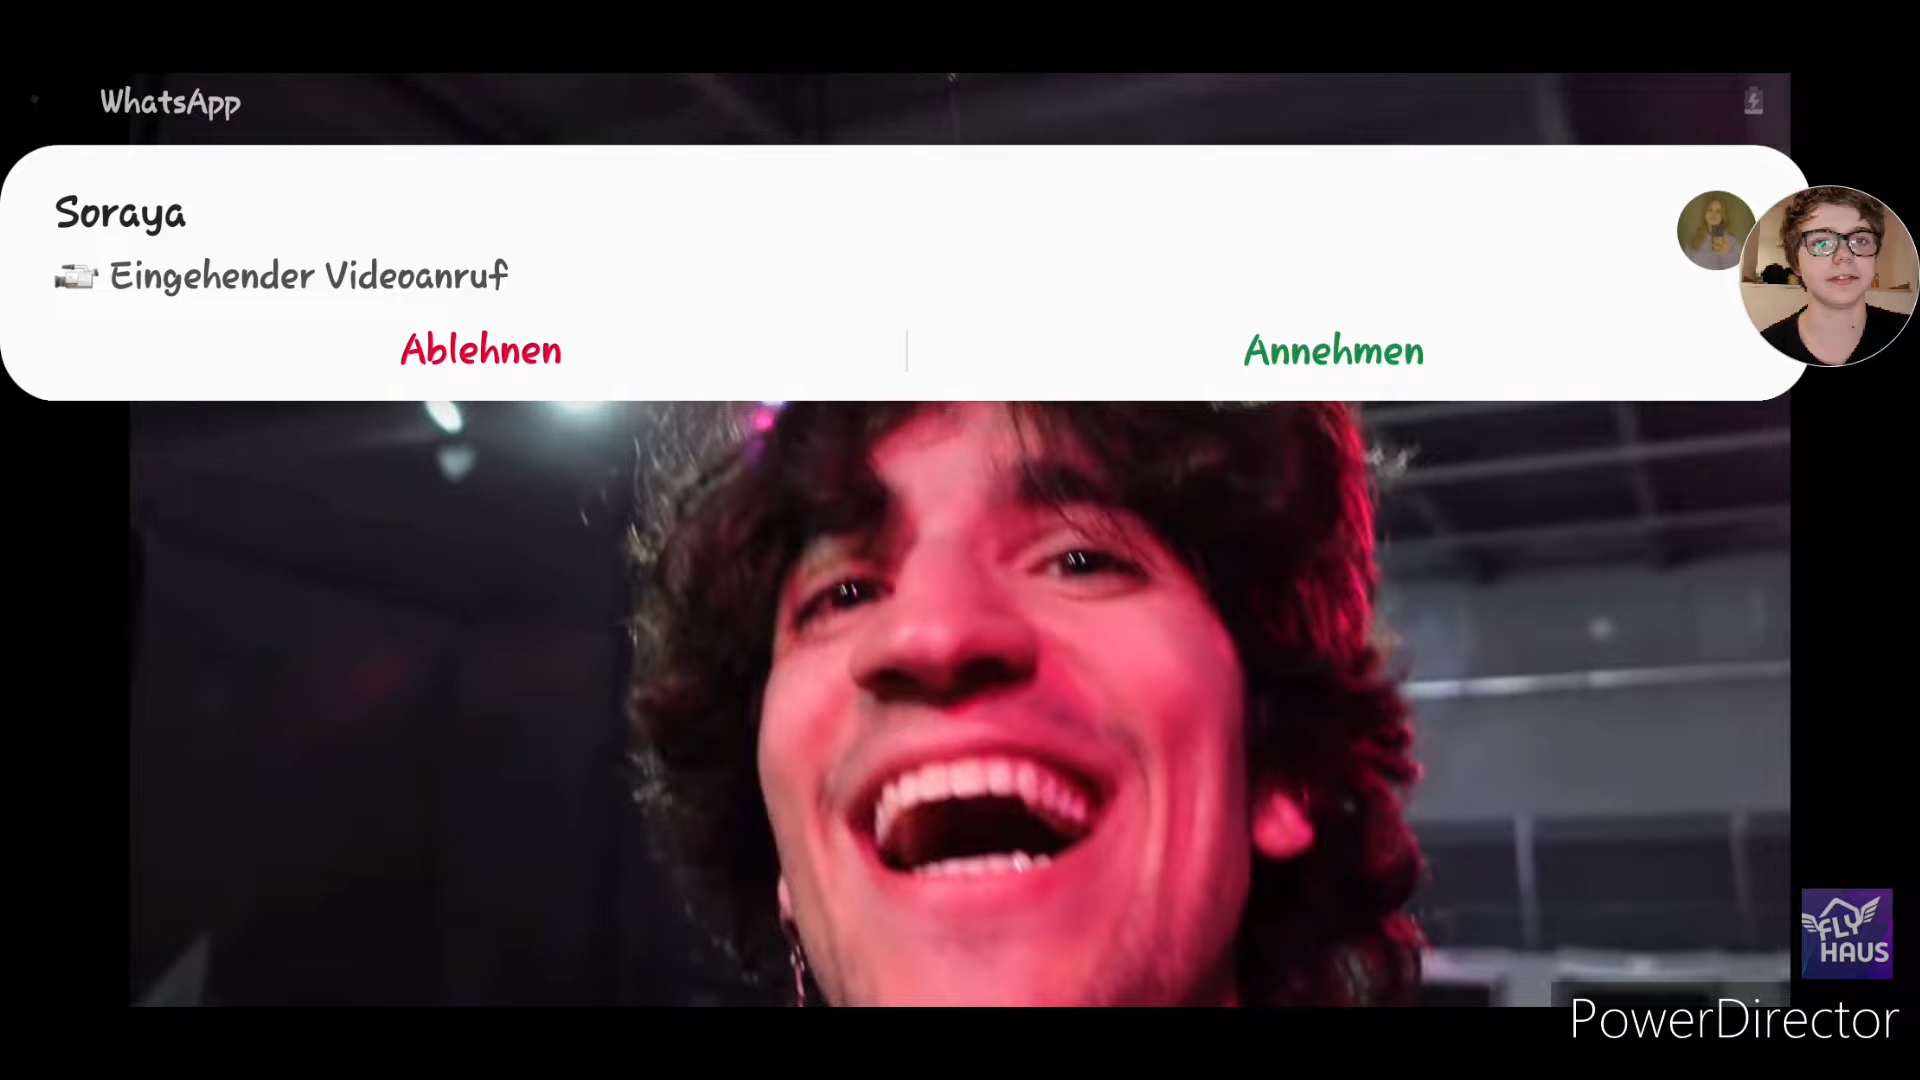 WhatsApp
Soraya
Eingehender Videoanruf
Ablehnen
Annehmen
FLY
HAUS
PowerDirector